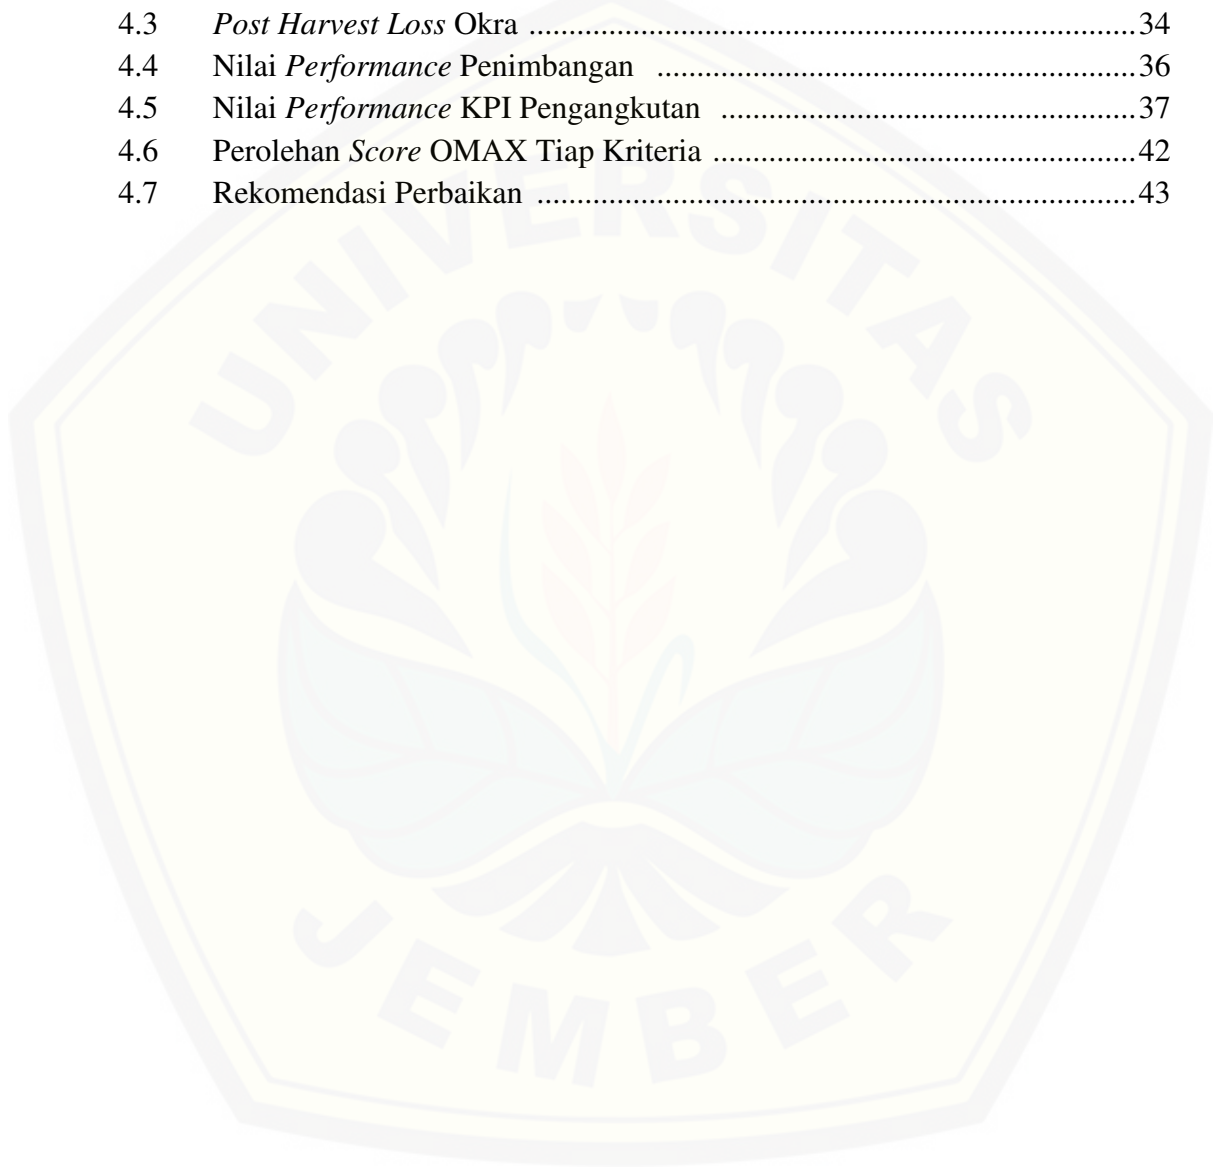 4.3 Post Harvest Loss Okra ............................................................................34
4.4 Nilai Performance Penimbangan ............................................................36
4.5 Nilai Performance KPI Pengangkutan ....................................................37
4.6 Perolehan Score OMAX Tiap Kriteria .....................................................42
4.7 Rekomendasi Perbaikan ...........................................................................43
UNIVERSITAS
JEMBER